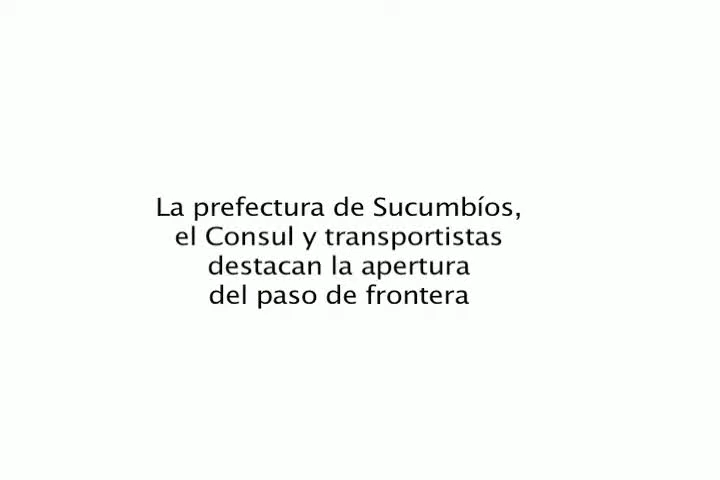 La prefectura de Sucumbíos,
el Consul y transportistas
destacan la apertura
del paso de frontera